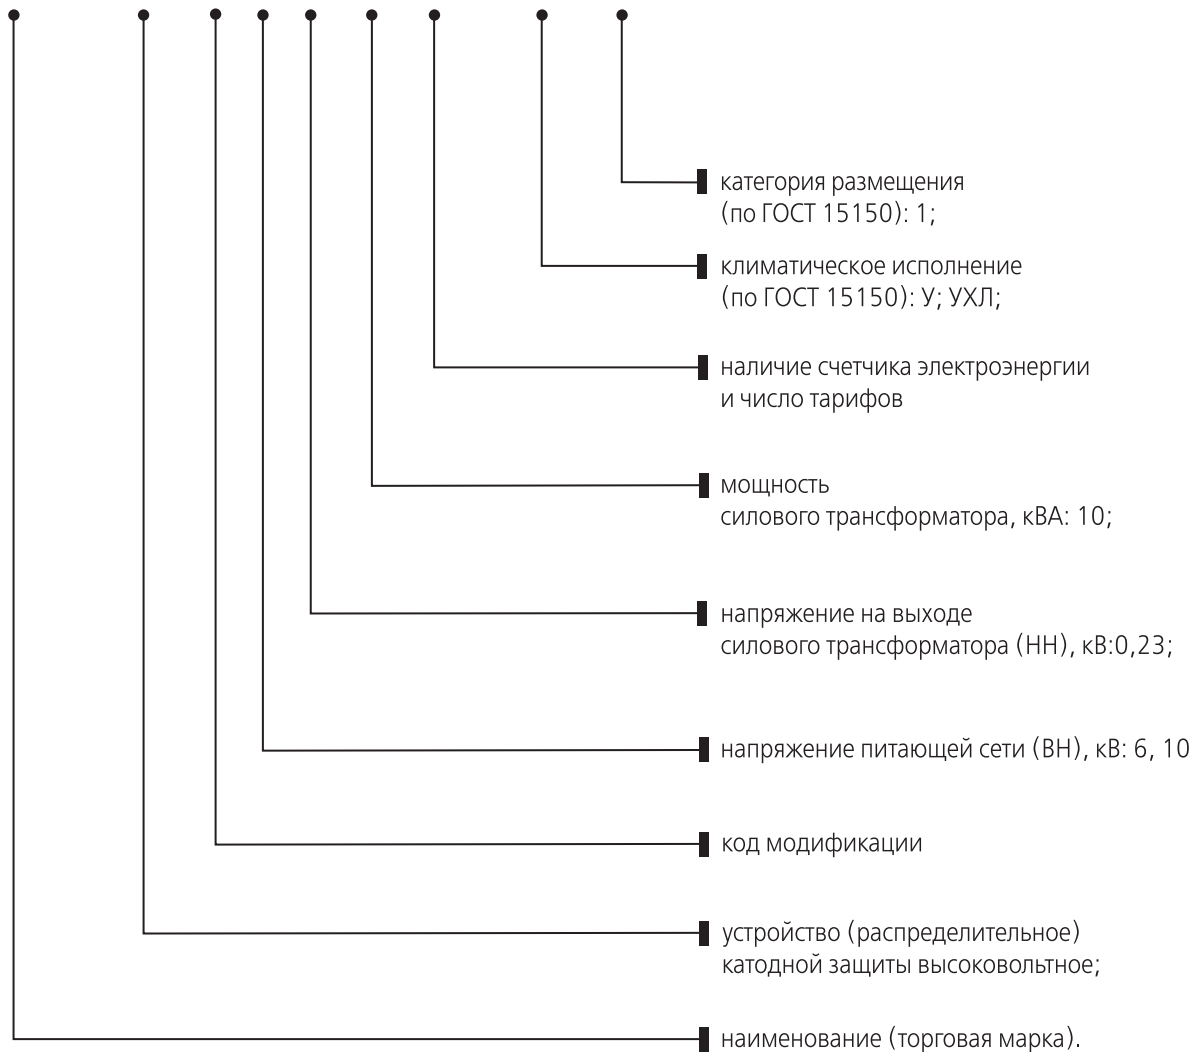 категория размещения
(по ГОСТ 15150): 1;
климатическое исполнение
(по ГОСТ 15150): У; УХЛ;
наличие счетчика электроэнергии
и число тарифов
мощность
силового трансформатора, кВА: 10;
напряжение на выходе
силового трансформатора (НН), кВ:0,23;
напряжение питающей сети (ВН), кВ: 6, 10
код модификации
устройство (распределительное)
катодной защиты высоковольтное;
наименование (торговая марка).